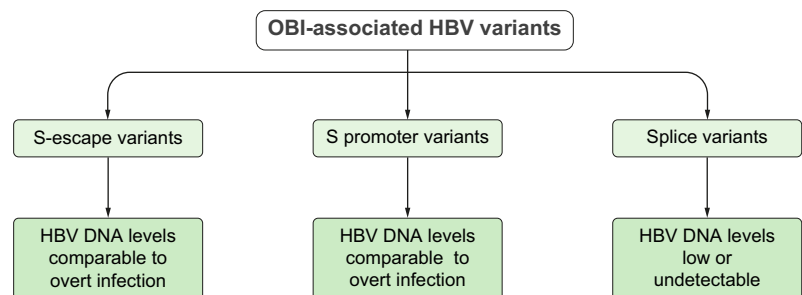 OBI-associated HBV variants
S-escape variants
S promoter variants
Splice variants
HBV DNA levels
comparable to
overt infection
HBV DNA levels
comparable to
overt infection
HBV DNA levels
low or
undetectable